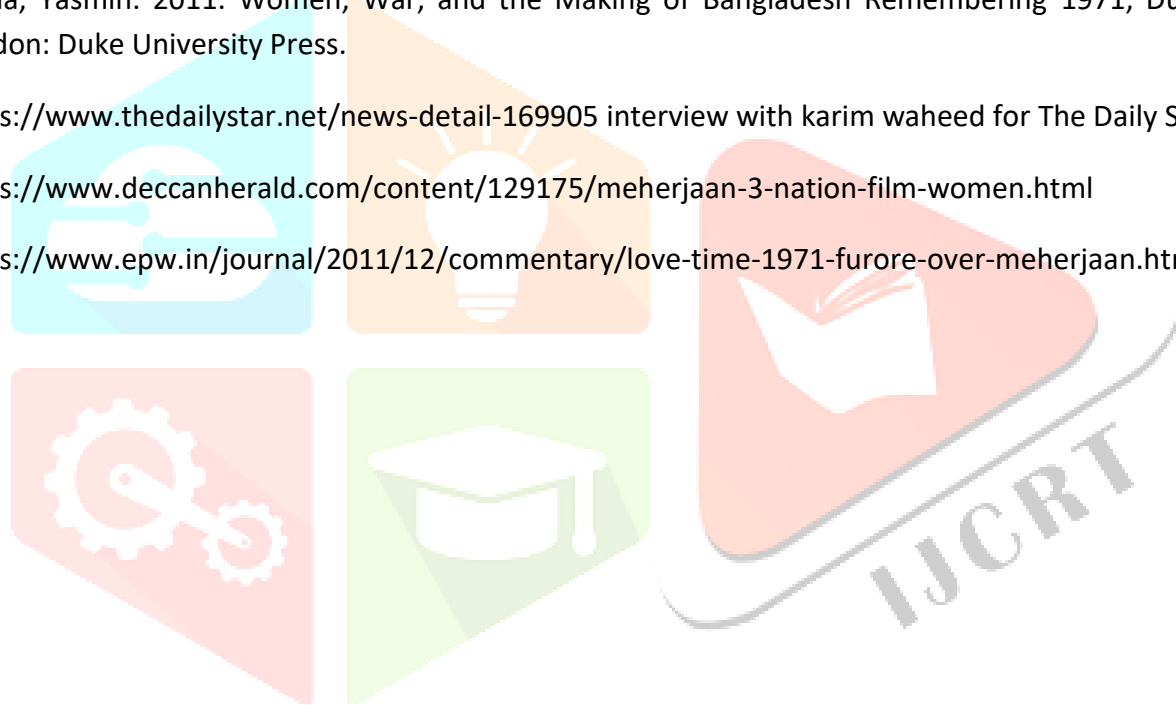 a, Yasmin. 2011. Women, War, and the Making of Bangladesh Remembering 1971, Du
don: Duke University Press.
s://www.thedailystar.net/news-detail-169905 interview with karim waheed for The Daily S
s://www.deccanherald.com/content/129175/meherjaan-3-nation-film-women.html
s://www.epw.in/journal/2011/12/commentary/love-time-1971-furore-over-meherjaan.ht
IJCRT